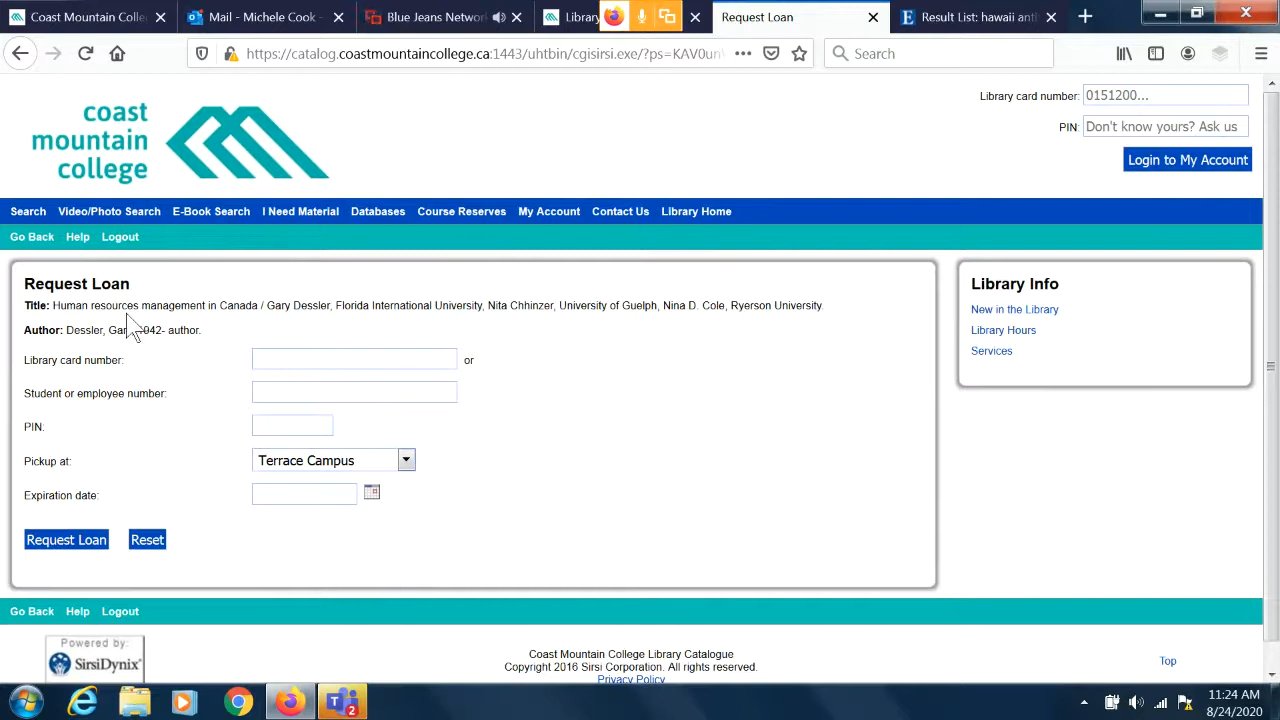 Coast Mountain Colle
Mail - Michele Cook -
Blue Jeans Network
Library
Request Loan
Result List: hawaii ant
https://catalog.coastmountaincollege.ca:1443/uhtbin/cgisirsi.exe/?ps=KAV0un
Search
coast
mountain
college
Library card number: 0151200...
PIN: Don't know yours? Ask us
Login to My Account
Search Video/Photo Search E-Book Search I Need Material Databases Course Reserves My Account Contact Us Library Home
Go Back Help Logout
Request Loan
Title: Human resources management in Canada / Gary Dessler, Florida International University, Nita Chhinzer, University of Guelph, Nina D. Cole, Ryerson University.
Author: Dessler, Gary 1942- author.
Library card number: or
Student or employee number:
PIN:
Pickup at: Terrace Campus
Expiration date:
Request Loan Reset
Library Info
New in the Library
Library Hours
Services
Go Back Help Logout
Powered by:
SirsiDynix
Coast Mountain College Library Catalogue
Copyright 2016 Sirsi Corporation. All rights reserved.
Privacy Policy
Top
2
11:24 AM
8/24/2020